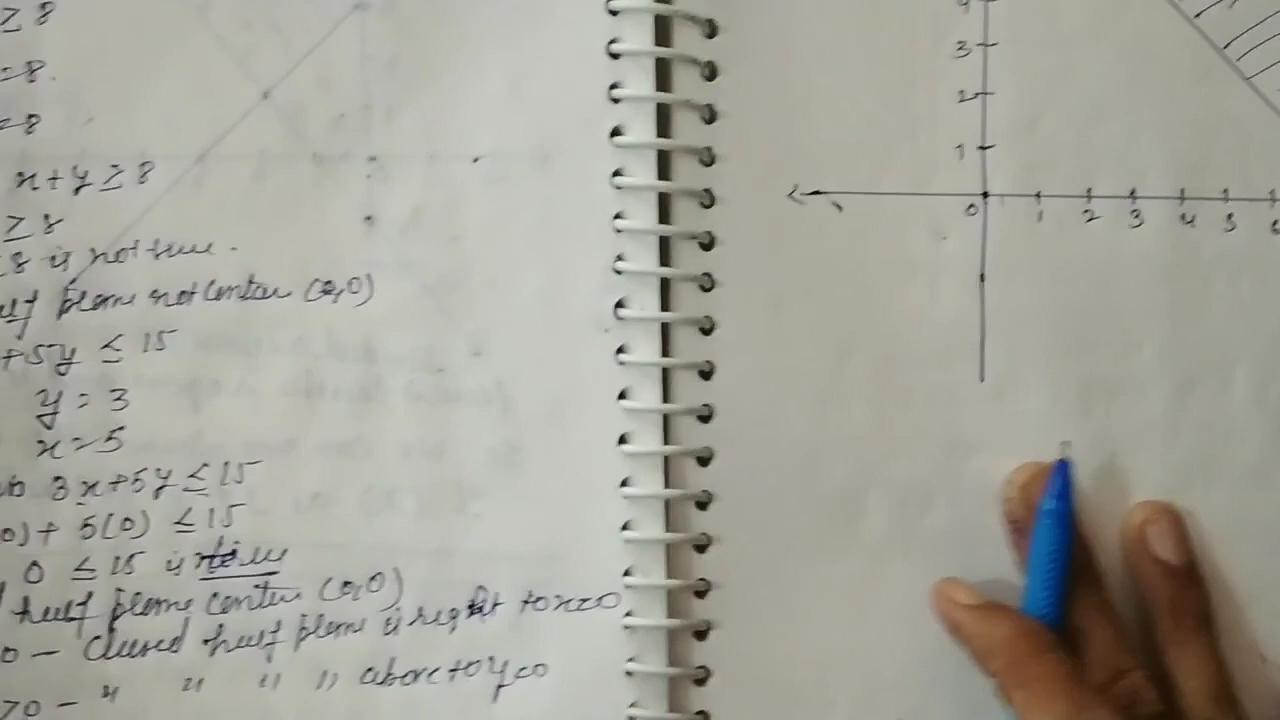 ≥ 8
= 8.
= 8
x + y ≥ 8
≥ 8
8 is not true.
half plane not contain (0,0)
+5y ≤ 15
y = 3
x = 5
3x+5y ≤ 15
0)+ 5(0) ≤ 15
0 ≤ 15 is true
half plane contain (0,0)
0 - Closed half plane is right to x=0
≥0 - " " " " above to y=0
4
3
2
1
0 1 2 3 4 5 6